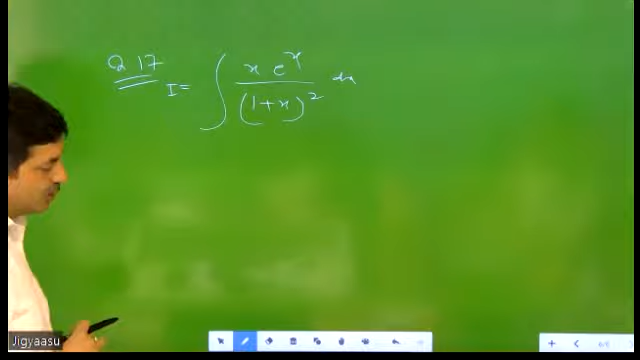 Q 17
I = ∫ x e^x / (1+x)^2 dx
Jigyaasu